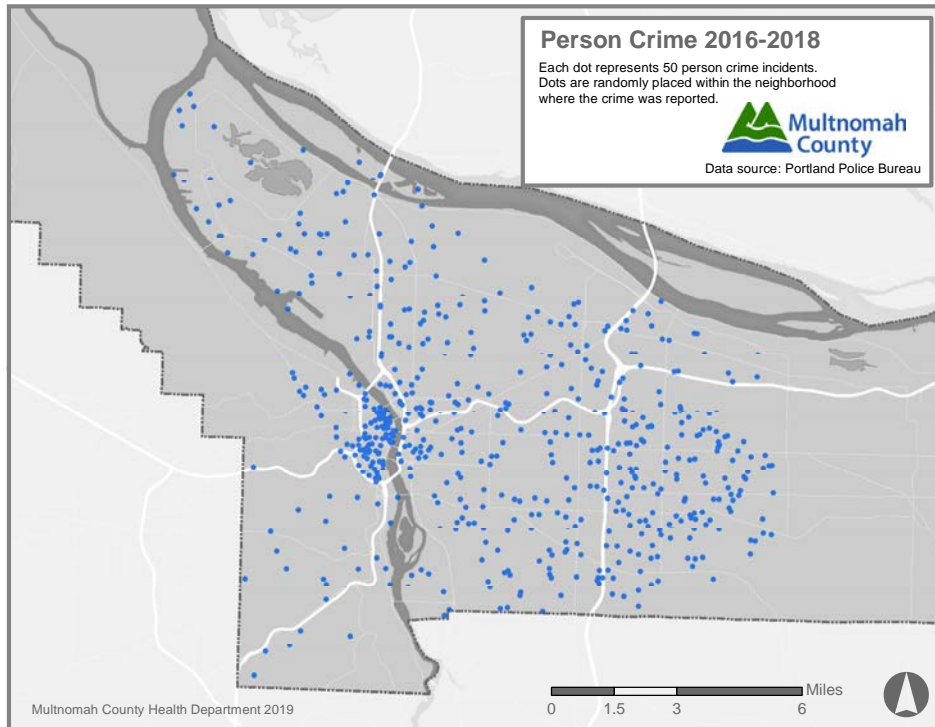 Person Crime 2016-2018
Each dot represents 50 person crime incidents.
Dots are randomly placed within the neighborhood
where the crime was reported.
Multnomah
County
Data source: Portland Police Bureau
Miles
0 1.5 3 6
Multnomah County Health Department 2019